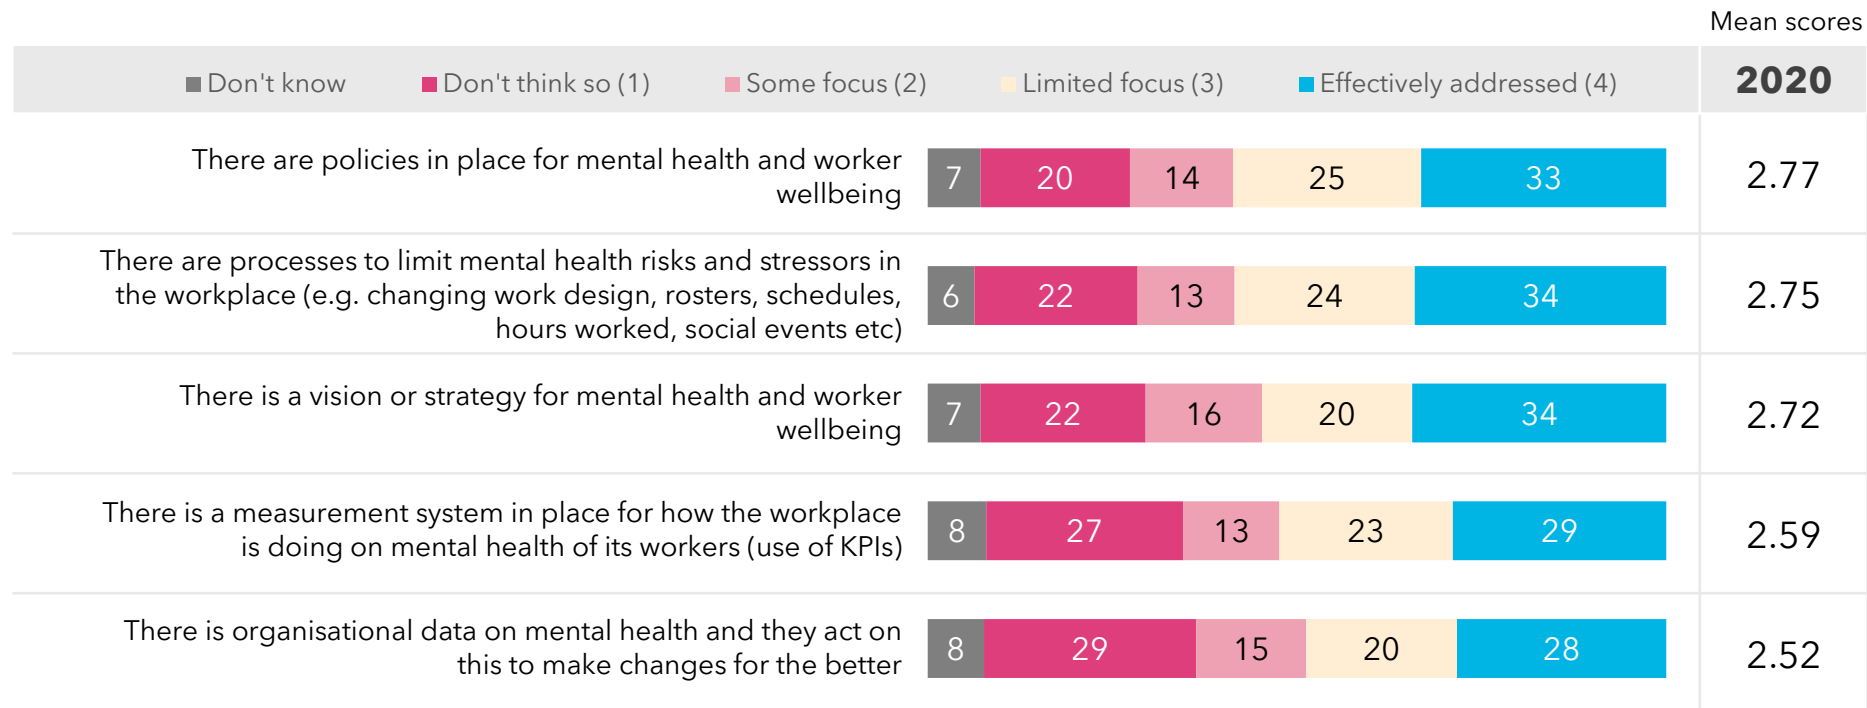 Mean scores
Don't know Don't think so (1) Some focus (2) Limited focus (3) Effectively addressed (4) 2020
There are policies in place for mental health and worker
wellbeing
7 20 14 25 33 2.77
There are processes to limit mental health risks and stressors in
the workplace (e.g. changing work design, rosters, schedules,
hours worked, social events etc)
6 22 13 24 34 2.75
There is a vision or strategy for mental health and worker
wellbeing
7 22 16 20 34 2.72
There is a measurement system in place for how the workplace
is doing on mental health of its workers (use of KPIs)
8 27 13 23 29 2.59
There is organisational data on mental health and they act on
this to make changes for the better
8 29 15 20 28 2.52